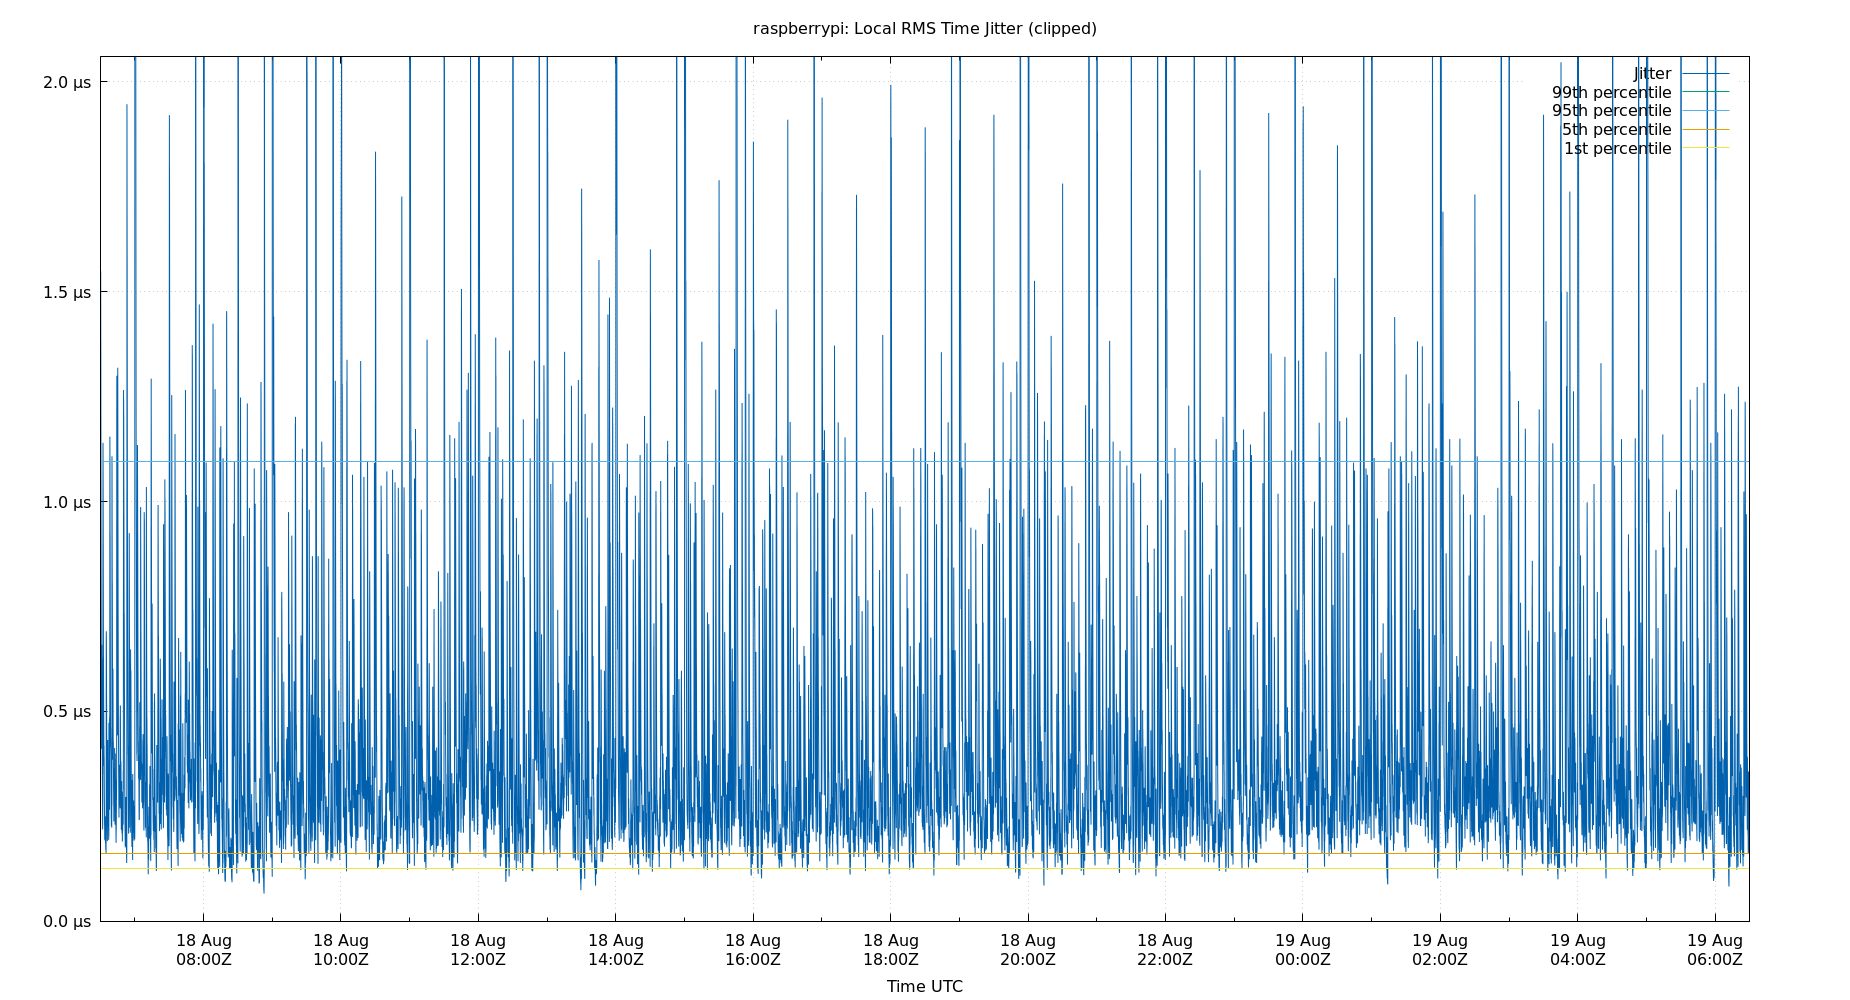 raspberrypi: Local RMS Time Jitter (clipped)
2.0 μs
1.5 μs
1.0 μs
0.5 μs
0.0 μs
Jitter
99th percentile
95th percentile
5th percentile
1st percentile
18 Aug 18 Aug 18 Aug 18 Aug 18 Aug 18 Aug 18 Aug 18 Aug 19 Aug 19 Aug 19 Aug 19 Aug
08:00Z 10:00Z 12:00Z 14:00Z 16:00Z 18:00Z 20:00Z 22:00Z 00:00Z 02:00Z 04:00Z 06:00Z
Time UTC